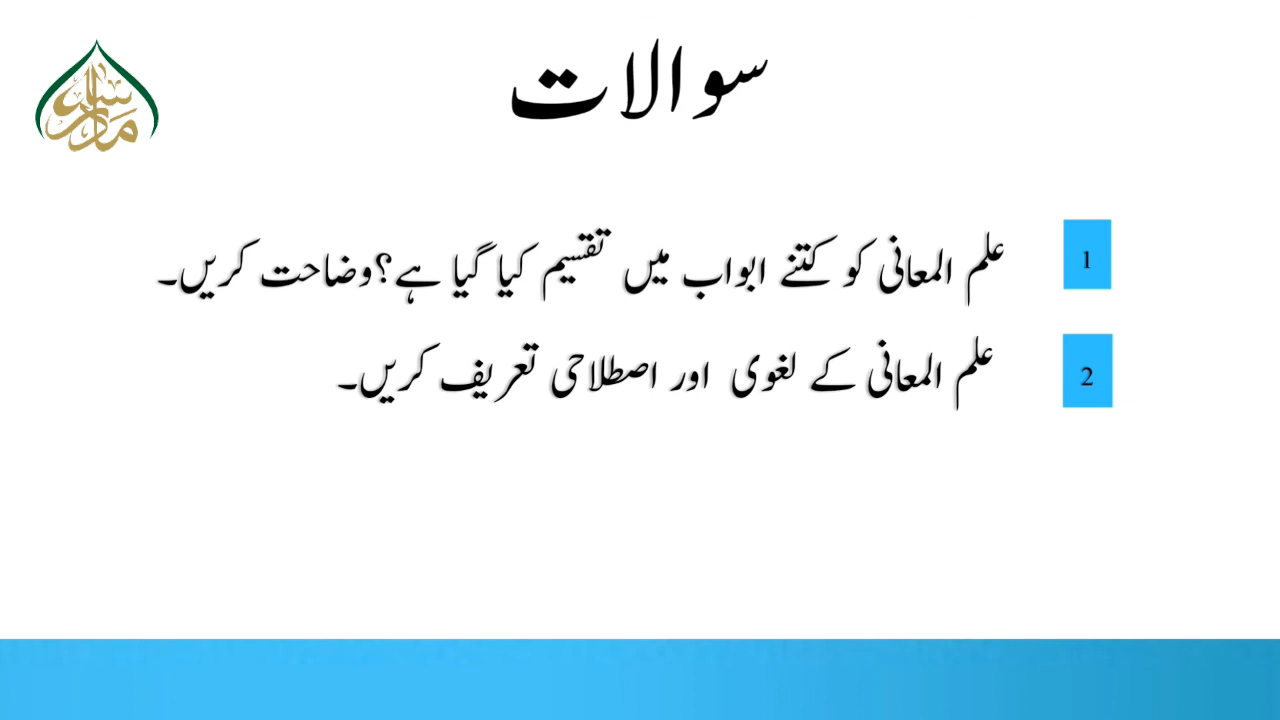 سوالات
1 علم المعانی کو کتنے ابواب میں تقسیم کیا گیا ہے؟وضاحت کریں۔
2 علم المعانی کے لغوی اور اصطلاحی تعریف کریں۔